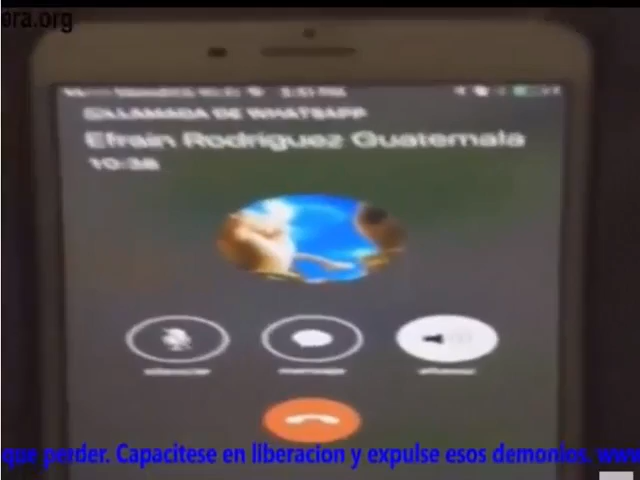 ora.org
LLAMADA DE WHATSAPP
Efrain Rodriguez Guatemala
10:38
que perder. Capacitese en liberacion y expulse esos demonios. www